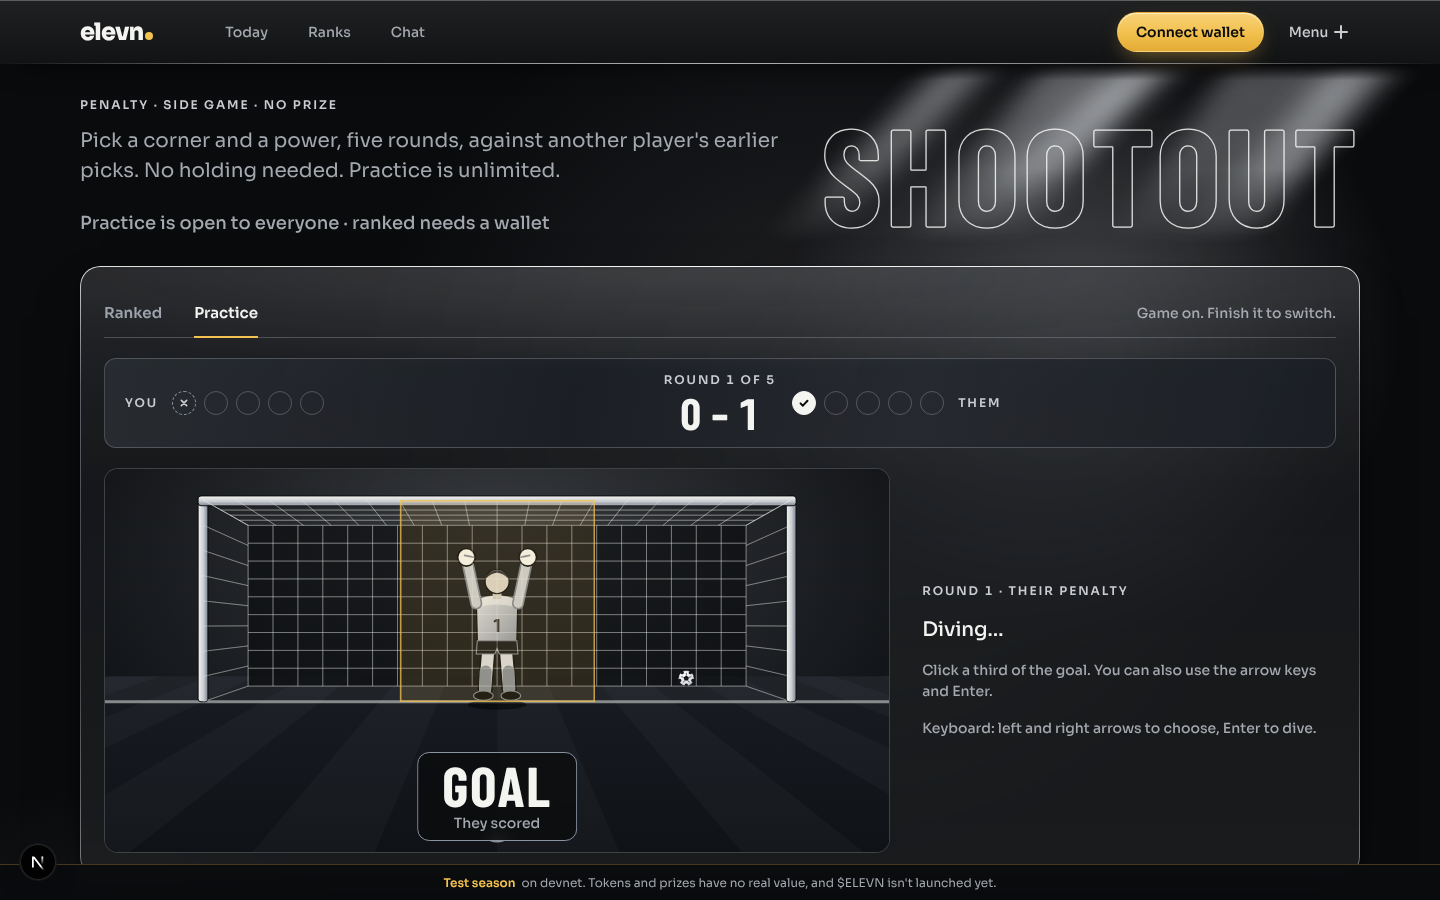 elevn.
Today
Ranks
Chat
Connect wallet
Menu
PENALTY · SIDE GAME · NO PRIZE
Pick a corner and a power, five rounds, against another player's earlier
picks. No holding needed. Practice is unlimited.
Practice is open to everyone · ranked needs a wallet
SHOOTOUT
Ranked
Practice
Game on. Finish it to switch.
YOU
ROUND 1 OF 5
0 - 1
THEM
1
ROUND 1 · THEIR PENALTY
Diving...
Click a third of the goal. You can also use the arrow keys
and Enter.
Keyboard: left and right arrows to choose, Enter to dive.
GOAL
They scored
N
Test season on devnet. Tokens and prizes have no real value, and $ELEVN isn't launched yet.